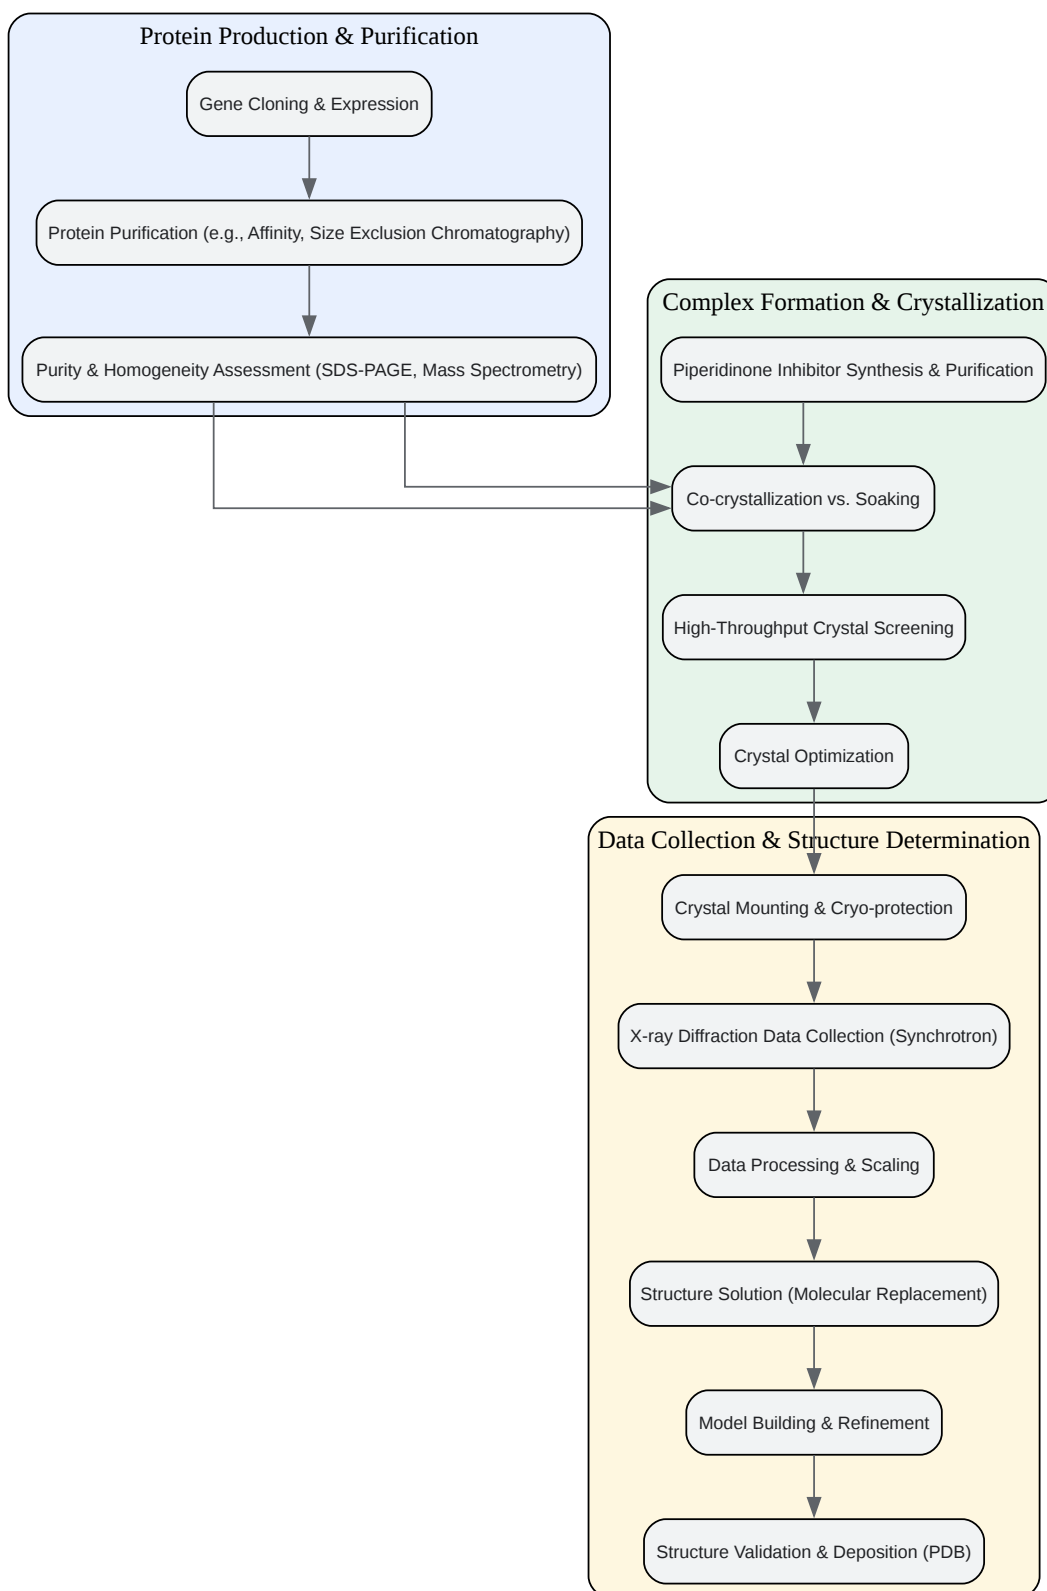 Protein Production & Purification
Gene Cloning & Expression
Protein Purification (e.g., Affinity, Size Exclusion Chromatography)
Purity & Homogeneity Assessment (SDS-PAGE, Mass Spectrometry)
Complex Formation & Crystallization
Piperidinone Inhibitor Synthesis & Purification
Co-crystallization vs. Soaking
High-Throughput Crystal Screening
Crystal Optimization
Data Collection & Structure Determination
Crystal Mounting & Cryo-protection
X-ray Diffraction Data Collection (Synchrotron)
Data Processing & Scaling
Structure Solution (Molecular Replacement)
Model Building & Refinement
Structure Validation & Deposition (PDB)